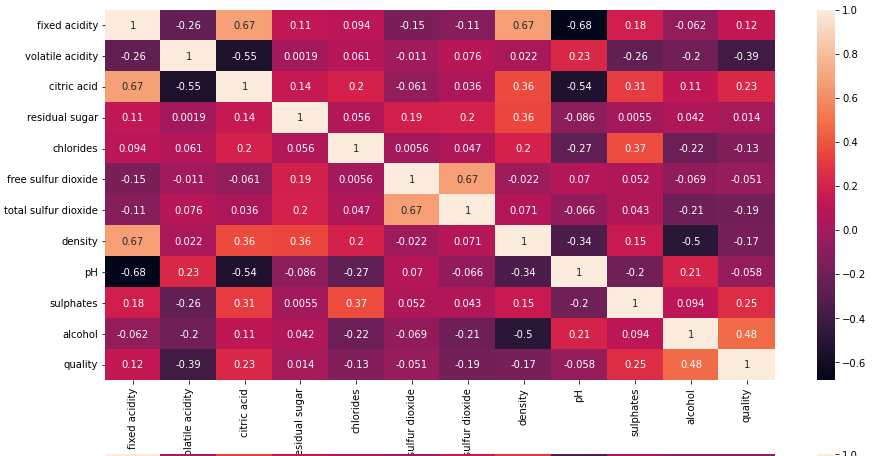 fixed acidity 1 -0.26 0.67 0.11 0.094 -0.15 -0.11 0.67 -0.68 0.18 -0.062 0.12
volatile acidity -0.26 1 -0.55 0.0019 0.061 -0.011 0.076 0.022 0.23 -0.26 -0.2 -0.39
citric acid 0.67 -0.55 1 0.14 0.2 -0.061 0.036 0.36 -0.54 0.31 0.11 0.23
residual sugar 0.11 0.0019 0.14 1 0.056 0.19 0.2 0.36 -0.086 0.0055 0.042 0.014
chlorides 0.094 0.061 0.2 0.056 1 0.0056 0.047 0.2 -0.27 0.37 -0.22 -0.13
free sulfur dioxide -0.15 -0.011 -0.061 0.19 0.0056 1 0.67 -0.022 0.07 0.052 -0.069 -0.051
total sulfur dioxide -0.11 0.076 0.036 0.2 0.047 0.67 1 0.071 -0.066 0.043 -0.21 -0.19
density 0.67 0.022 0.36 0.36 0.2 -0.022 0.071 1 -0.34 0.15 -0.5 -0.17
pH -0.68 0.23 -0.54 -0.086 -0.27 0.07 -0.066 -0.34 1 -0.2 0.21 -0.058
sulphates 0.18 -0.26 0.31 0.0055 0.37 0.052 0.043 0.15 -0.2 1 0.094 0.25
alcohol -0.062 -0.2 0.11 0.042 -0.22 -0.069 -0.21 -0.5 0.21 0.094 1 0.48
quality 0.12 -0.39 0.23 0.014 -0.13 -0.051 -0.19 -0.17 -0.058 0.25 0.48 1
fixed acidity
olatile acidity
citric acid
esidual sugar
chlorides
sulfur dioxide
sulfur dioxide
density
pH
sulphates
alcohol
quality
1.0
0.8
0.6
0.4
0.2
0.0
−0.2
−0.4
−0.6
1.0